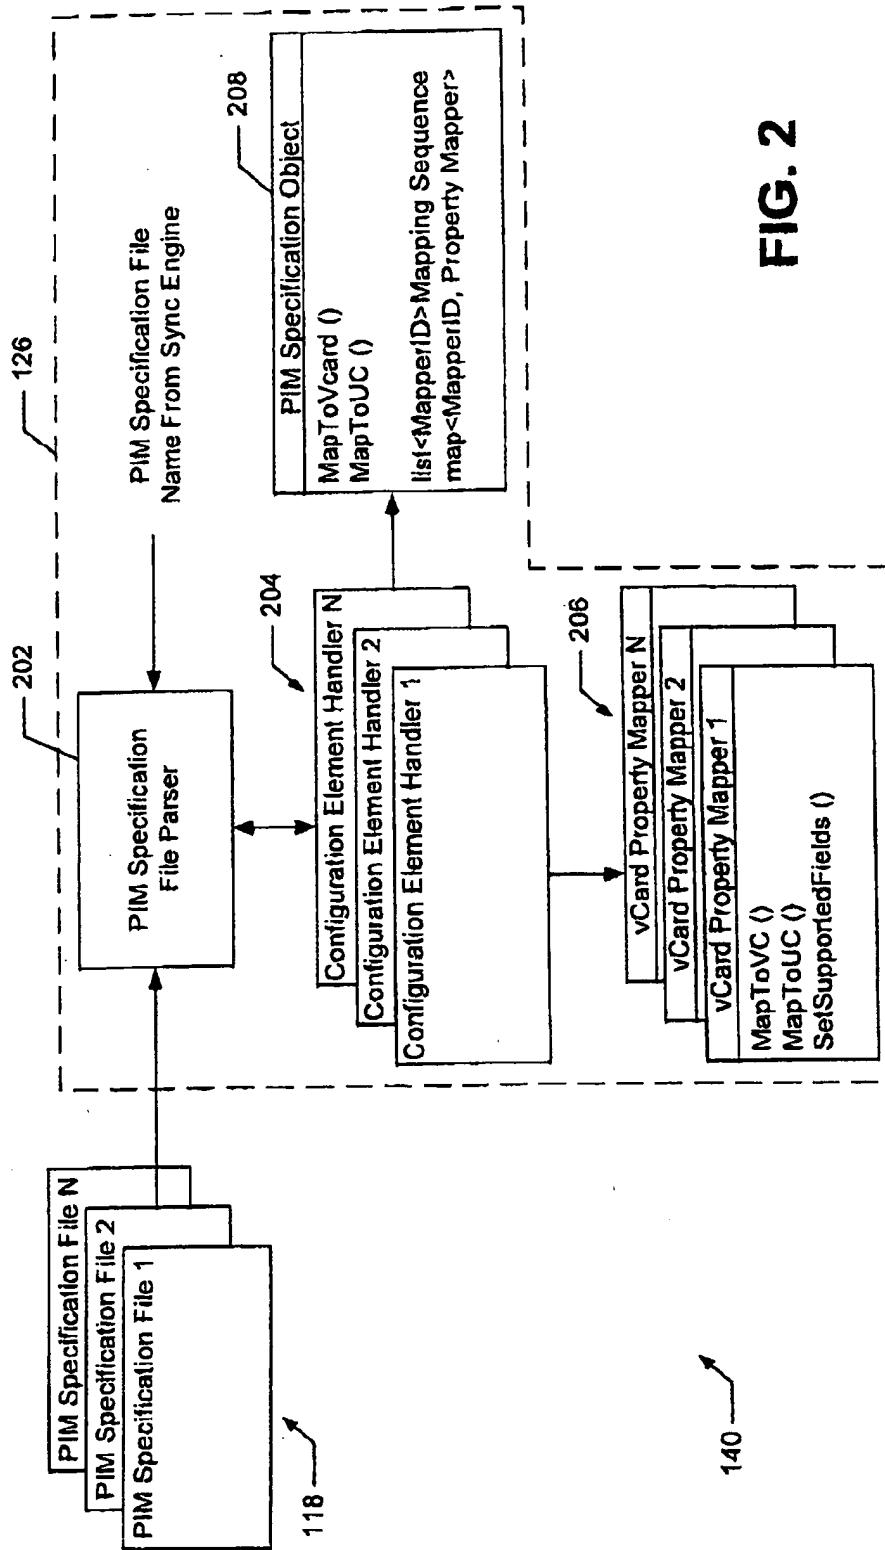 126
202
PIM Specification File
Name From Sync Engine
PIM Specification
File Parser
PIM Specification File N
PIM Specification File 2
PIM Specification File 1
118
204
Configuration Element Handler N
Configuration Element Handler 2
Configuration Element Handler 1
208
PIM Specification Object
MapToVcard ()
MapToUC ()
list<MapperID>Mapping Sequence
map<MapperID, Property Mapper>
206
vCard Property Mapper N
vCard Property Mapper 2
vCard Property Mapper 1
MapToVC ()
MapToUC ()
SetSupportedFields ()
140
FIG. 2